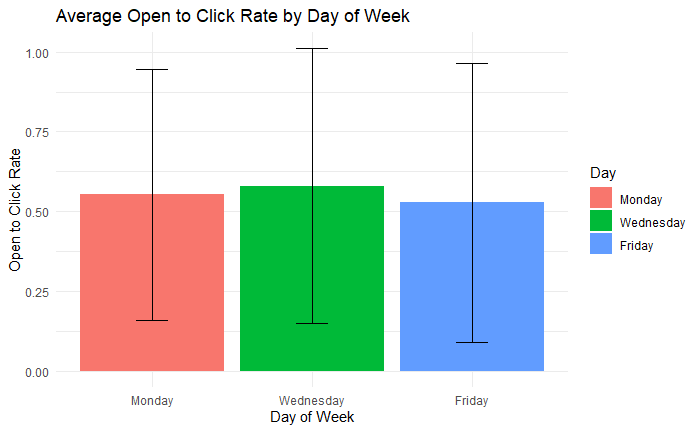 Average Open to Click Rate by Day of Week
Open to Click Rate
1.00
0.75
0.50
0.25
0.00
Monday
Wednesday
Friday
Day of Week
Day
Monday
Wednesday
Friday